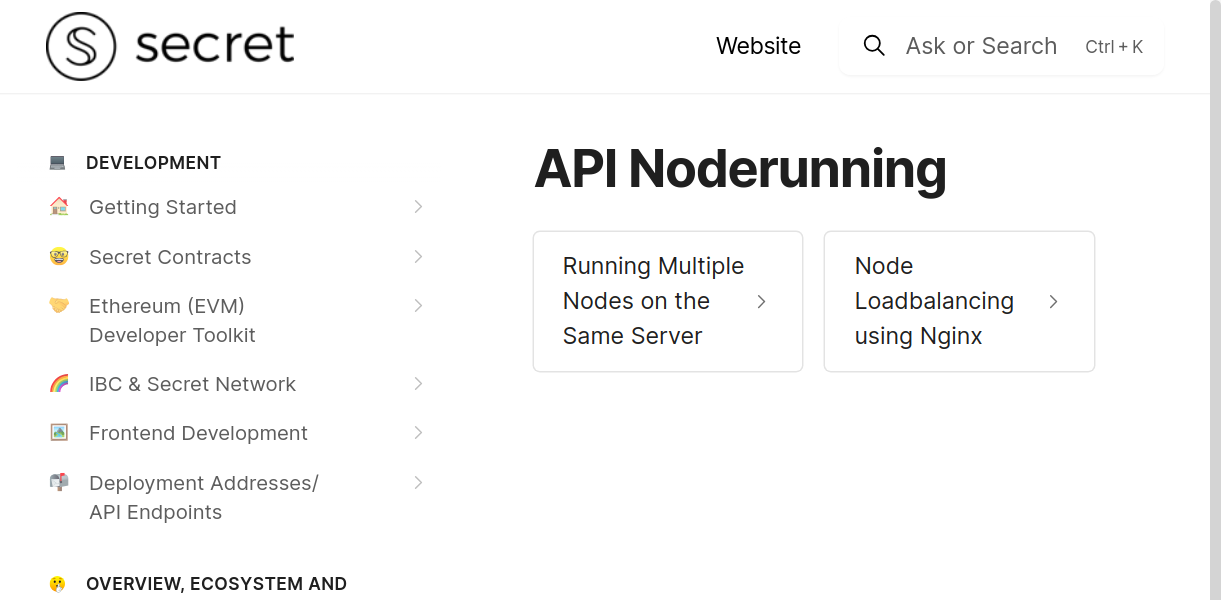 secret
Website
Ask or Search
Ctrl + K
DEVELOPMENT
Getting Started
Secret Contracts
Ethereum (EVM)
Developer Toolkit
IBC & Secret Network
Frontend Development
Deployment Addresses/
API Endpoints
OVERVIEW, ECOSYSTEM AND
API Noderunning
Running Multiple
Nodes on the
Same Server
Node
Loadbalancing
using Nginx